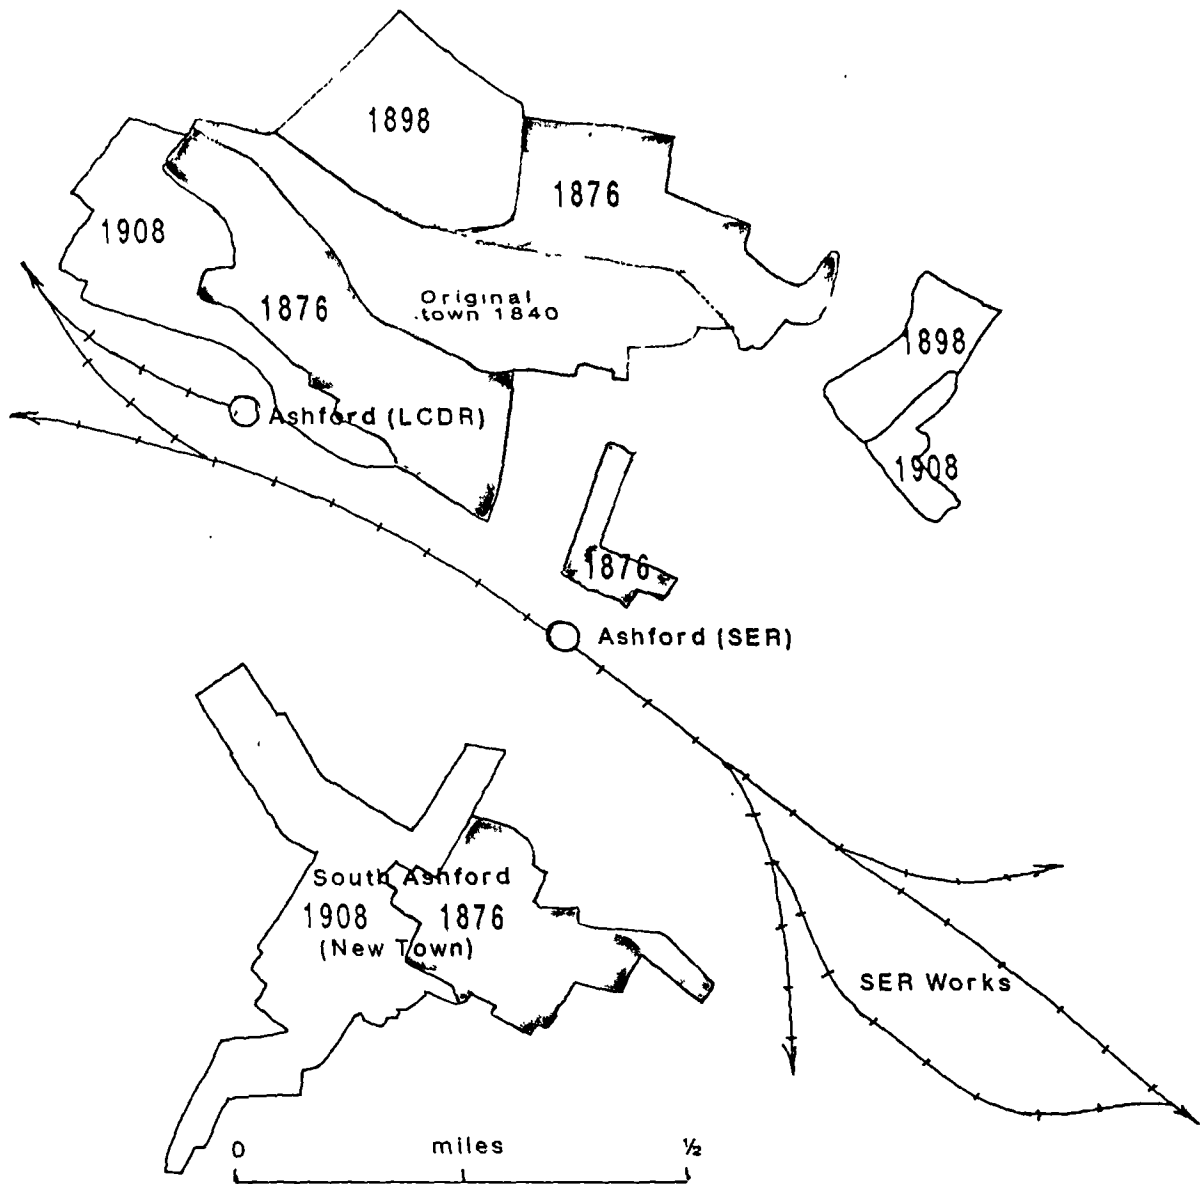 1898
1876
1908
1876
Original
town 1840
1898
Ashford (LCDR)
1908
1876
Ashford (SER)
South Ashford
1908
1876
(New Town)
SER Works
0
miles
½